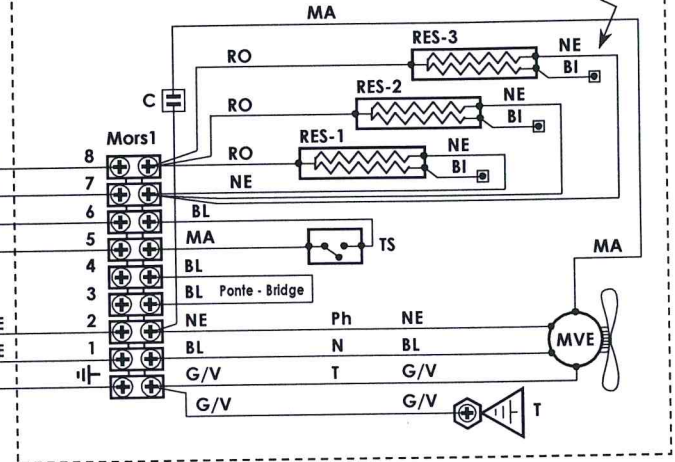 MA
RES-3
NE
BI
RO
C
RES-2
NE
BI
RO
Mors1
RES-1
NE
BI
8
RO
7
NE
6
BL
5
MA
TS
MA
4
BL
3
BL
Ponte - Bridge
2
NE
Ph
NE
MVE
1
BL
N
BL
G/V
T
G/V
G/V
G/V
T